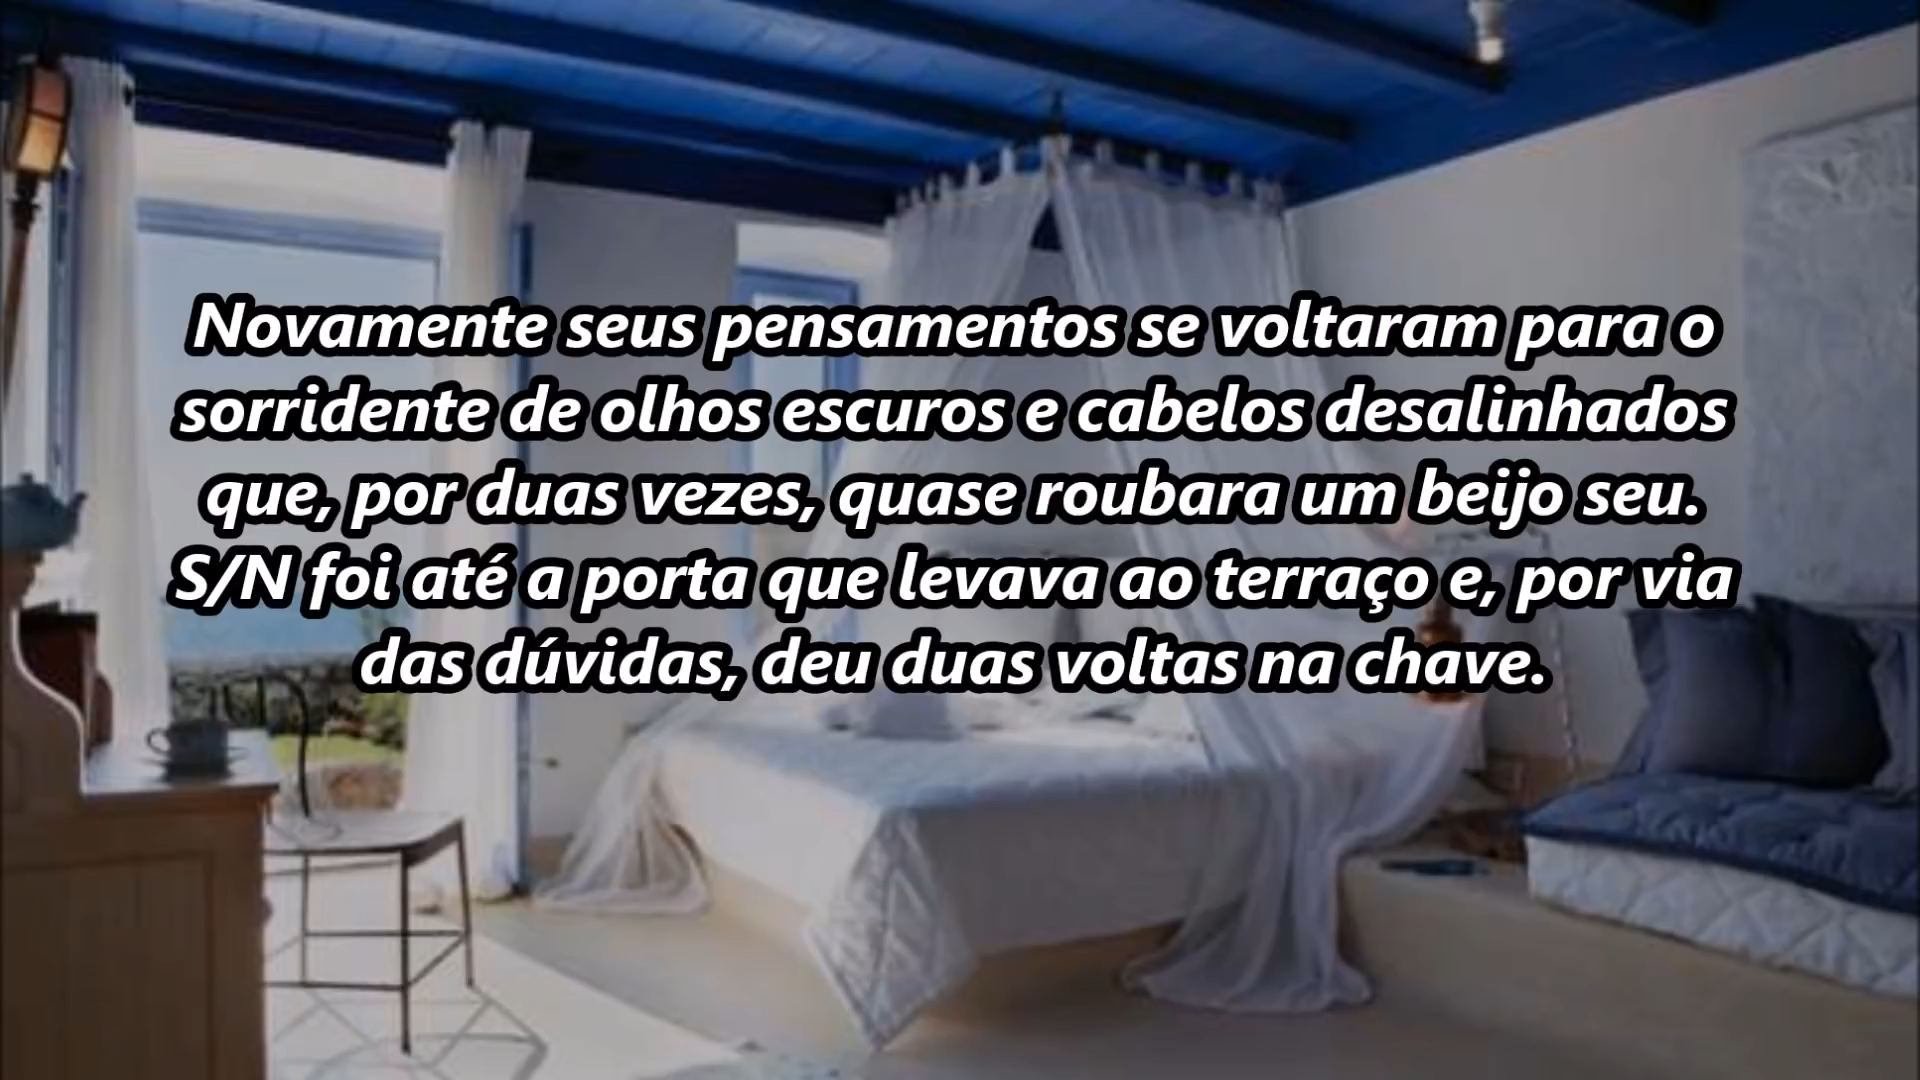 Novamente seus pensamentos se voltaram para o
sorridente de olhos escuros e cabelos desalinhados
que, por duas vezes, quase roubara um beijo seu.
S/N foi até a porta que levava ao terraço e, por via
das dúvidas, deu duas voltas na chave.